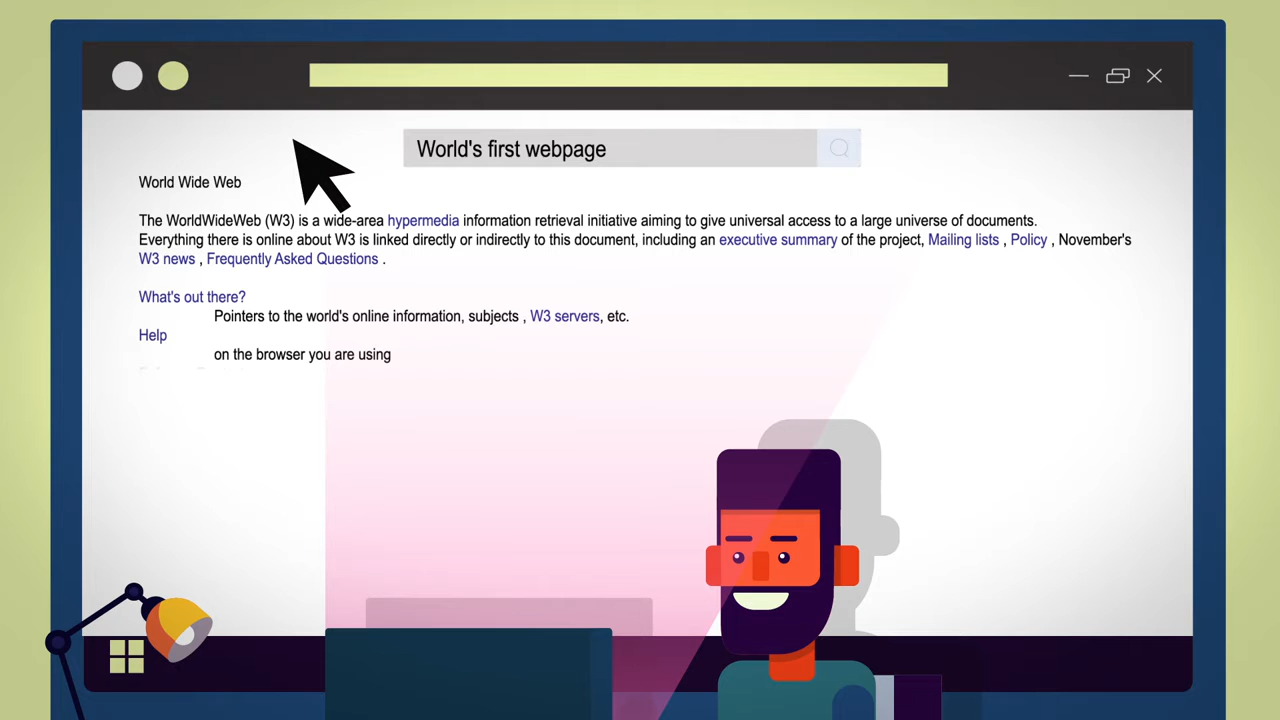 World's first webpage
World Wide Web
The WorldWideWeb (W3) is a wide-area hypermedia information retrieval initiative aiming to give universal access to a large universe of documents.
Everything there is online about W3 is linked directly or indirectly to this document, including an executive summary of the project, Mailing lists , Policy , November's
W3 news , Frequently Asked Questions .
What's out there?
Pointers to the world's online information, subjects , W3 servers, etc.
Help
on the browser you are using